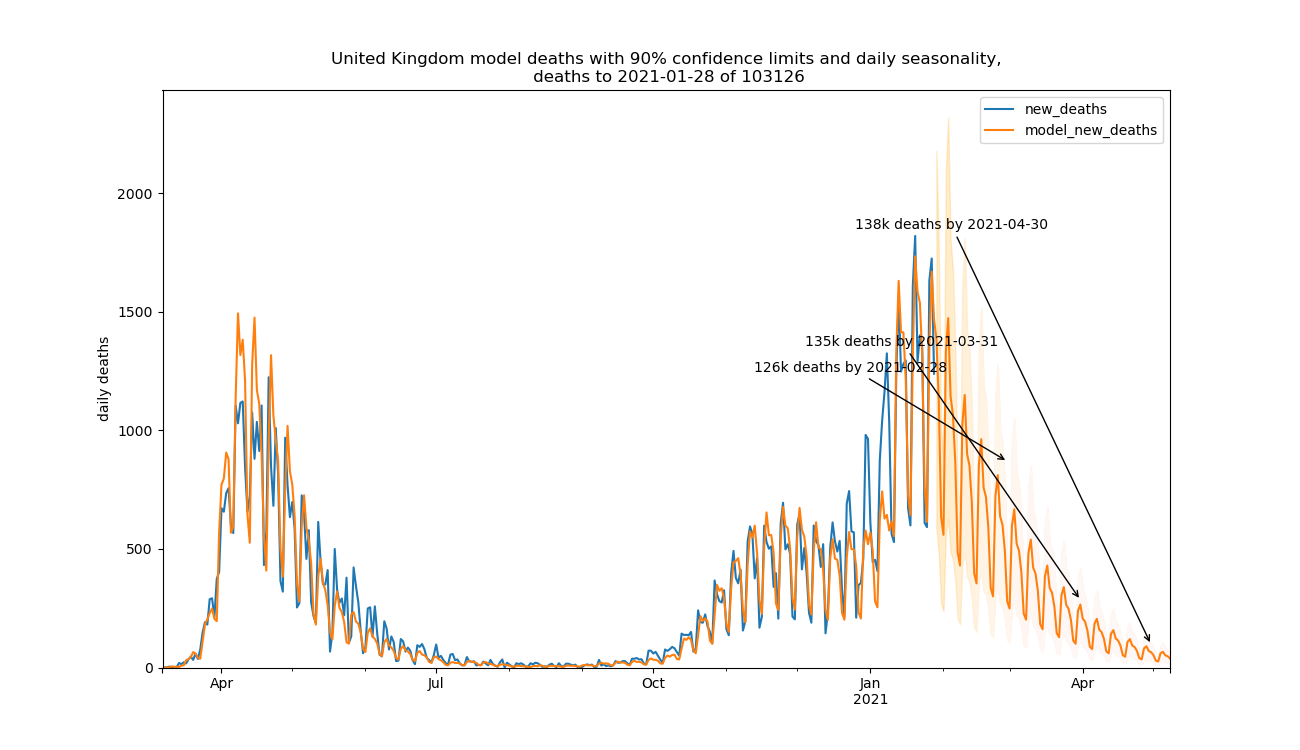 United Kingdom model deaths with 90% confidence limits and daily seasonality,
deaths to 2021-01-28 of 103126
new_deaths
model_new_deaths
138k deaths by 2021-04-30
135k deaths by 2021-03-31
126k deaths by 2021-02-28
daily deaths
2000
1500
1000
500
0
Apr
Jul
Oct
Jan
2021
Apr